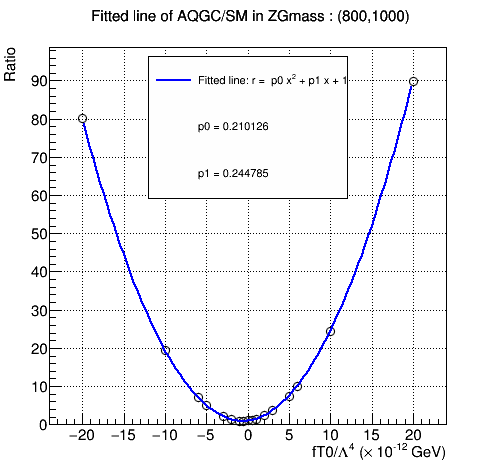 Fitted line of AQGC/SM in ZGmass : (800,1000)
Ratio
Fitted line: r =  p0 x² + p1 x + 1
p0 = 0.210126
p1 = 0.244785
90
80
70
60
50
40
30
20
10
0
−20 −15 −10 −5 0 5 10 15 20
fT0/Λ⁴ (× 10⁻¹² GeV)